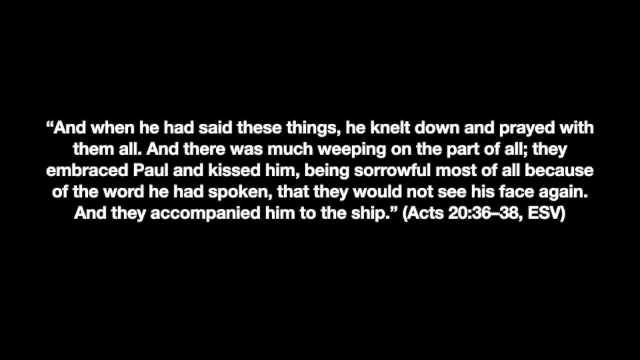 “And when he had said these things, he knelt down and prayed with
them all. And there was much weeping on the part of all; they
embraced Paul and kissed him, being sorrowful most of all because
of the word he had spoken, that they would not see his face again.
And they accompanied him to the ship.” (Acts 20:36–38, ESV)